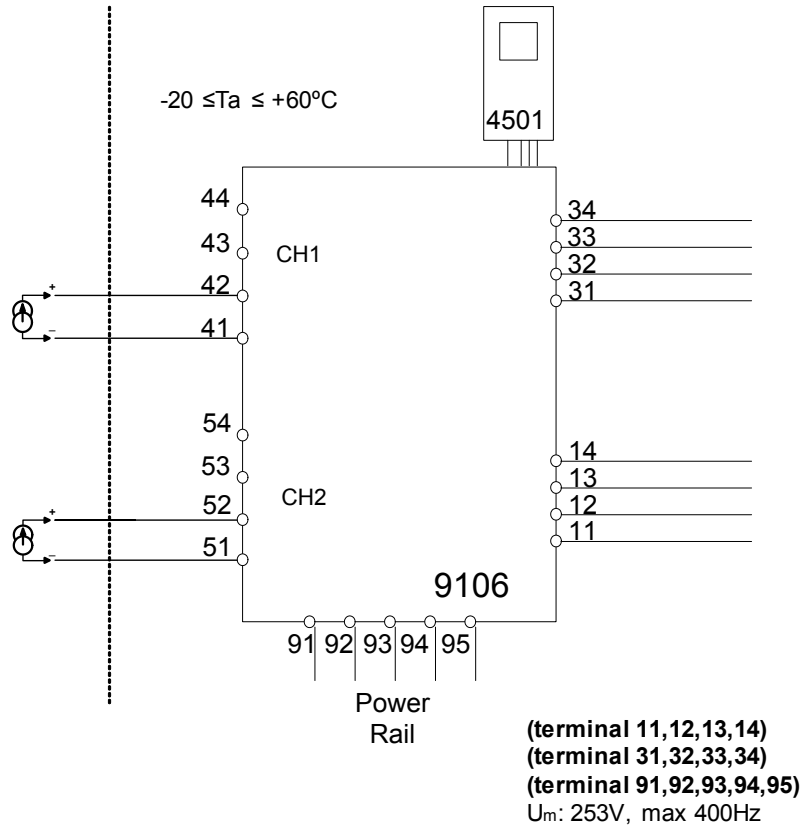 -20 ≤Ta ≤ +60ºC
4501
44
43
CH1
42
41
+
–
54
53
CH2
52
51
+
–
34
33
32
31
14
13
12
11
9106
91 92 93 94 95
Power
Rail
(terminal 11,12,13,14)
(terminal 31,32,33,34)
(terminal 91,92,93,94,95)
Um: 253V, max 400Hz